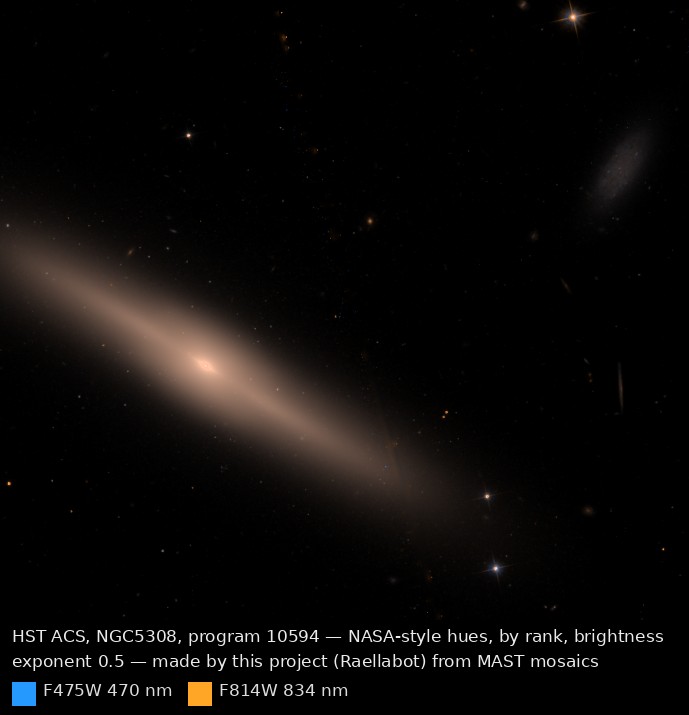 HST ACS, NGC5308, program 10594 — NASA-style hues, by rank, brightness
exponent 0.5 — made by this project (Raellabot) from MAST mosaics
F475W 470 nm F814W 834 nm